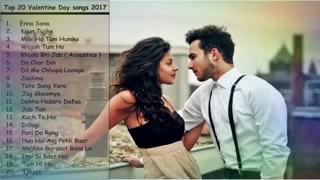 Top 20 Valentine Day songs 2017
1. Enna Sona
2. Kaun Tujhe
3. Mile Ho Tum Humko
4. Wajah Tum Ho
5. Khuda Bhi Jab ( Acoustics )
6. Do Chor Din
7. Dil Me Chhupa Loonga
8. Zaalima
9. Tere Sang Yara
10. Jag Ghoomya
11. Dekha Hazaro Dafaa
12. Jab Tak
13. Kuch To Hai
14. Dillagi
15. Pani Da Rang
16. Hua Hai Aaj Pehli Baar
17. Mujhko Barsaat Bana Lo
18. Itni Si Baat Hai
19. Tum Hi Ho
20. Ijazat